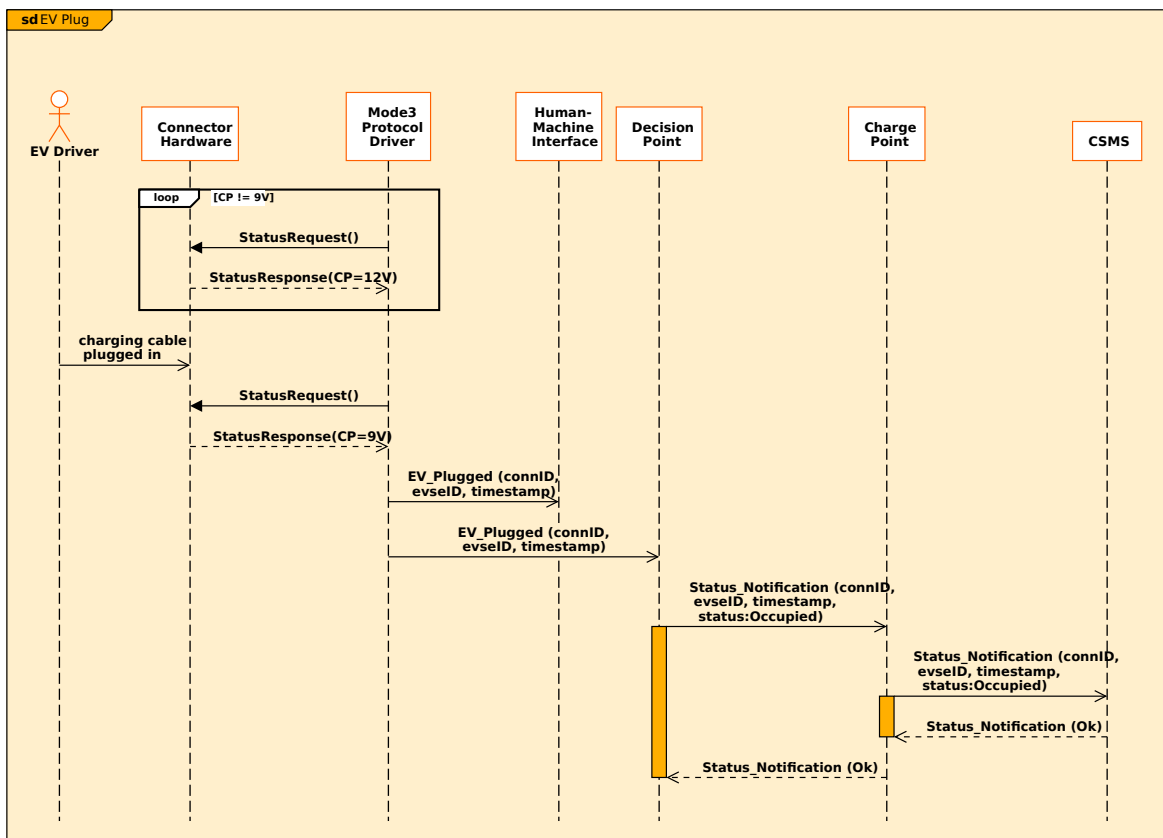 sd EV Plug
EV Driver
Connector
Hardware
Mode3
Protocol
Driver
Human-
Machine
Interface
Decision
Point
Charge
Point
CSMS
loop [CP != 9V]
StatusRequest()
StatusResponse(CP=12V)
charging cable
plugged in
StatusRequest()
StatusResponse(CP=9V)
EV_Plugged (connID,
evseID, timestamp)
EV_Plugged (connID,
evseID, timestamp)
Status_Notification (connID,
evseID, timestamp,
status:Occupied)
Status_Notification (connID,
evseID, timestamp,
status:Occupied)
Status_Notification (Ok)
Status_Notification (Ok)